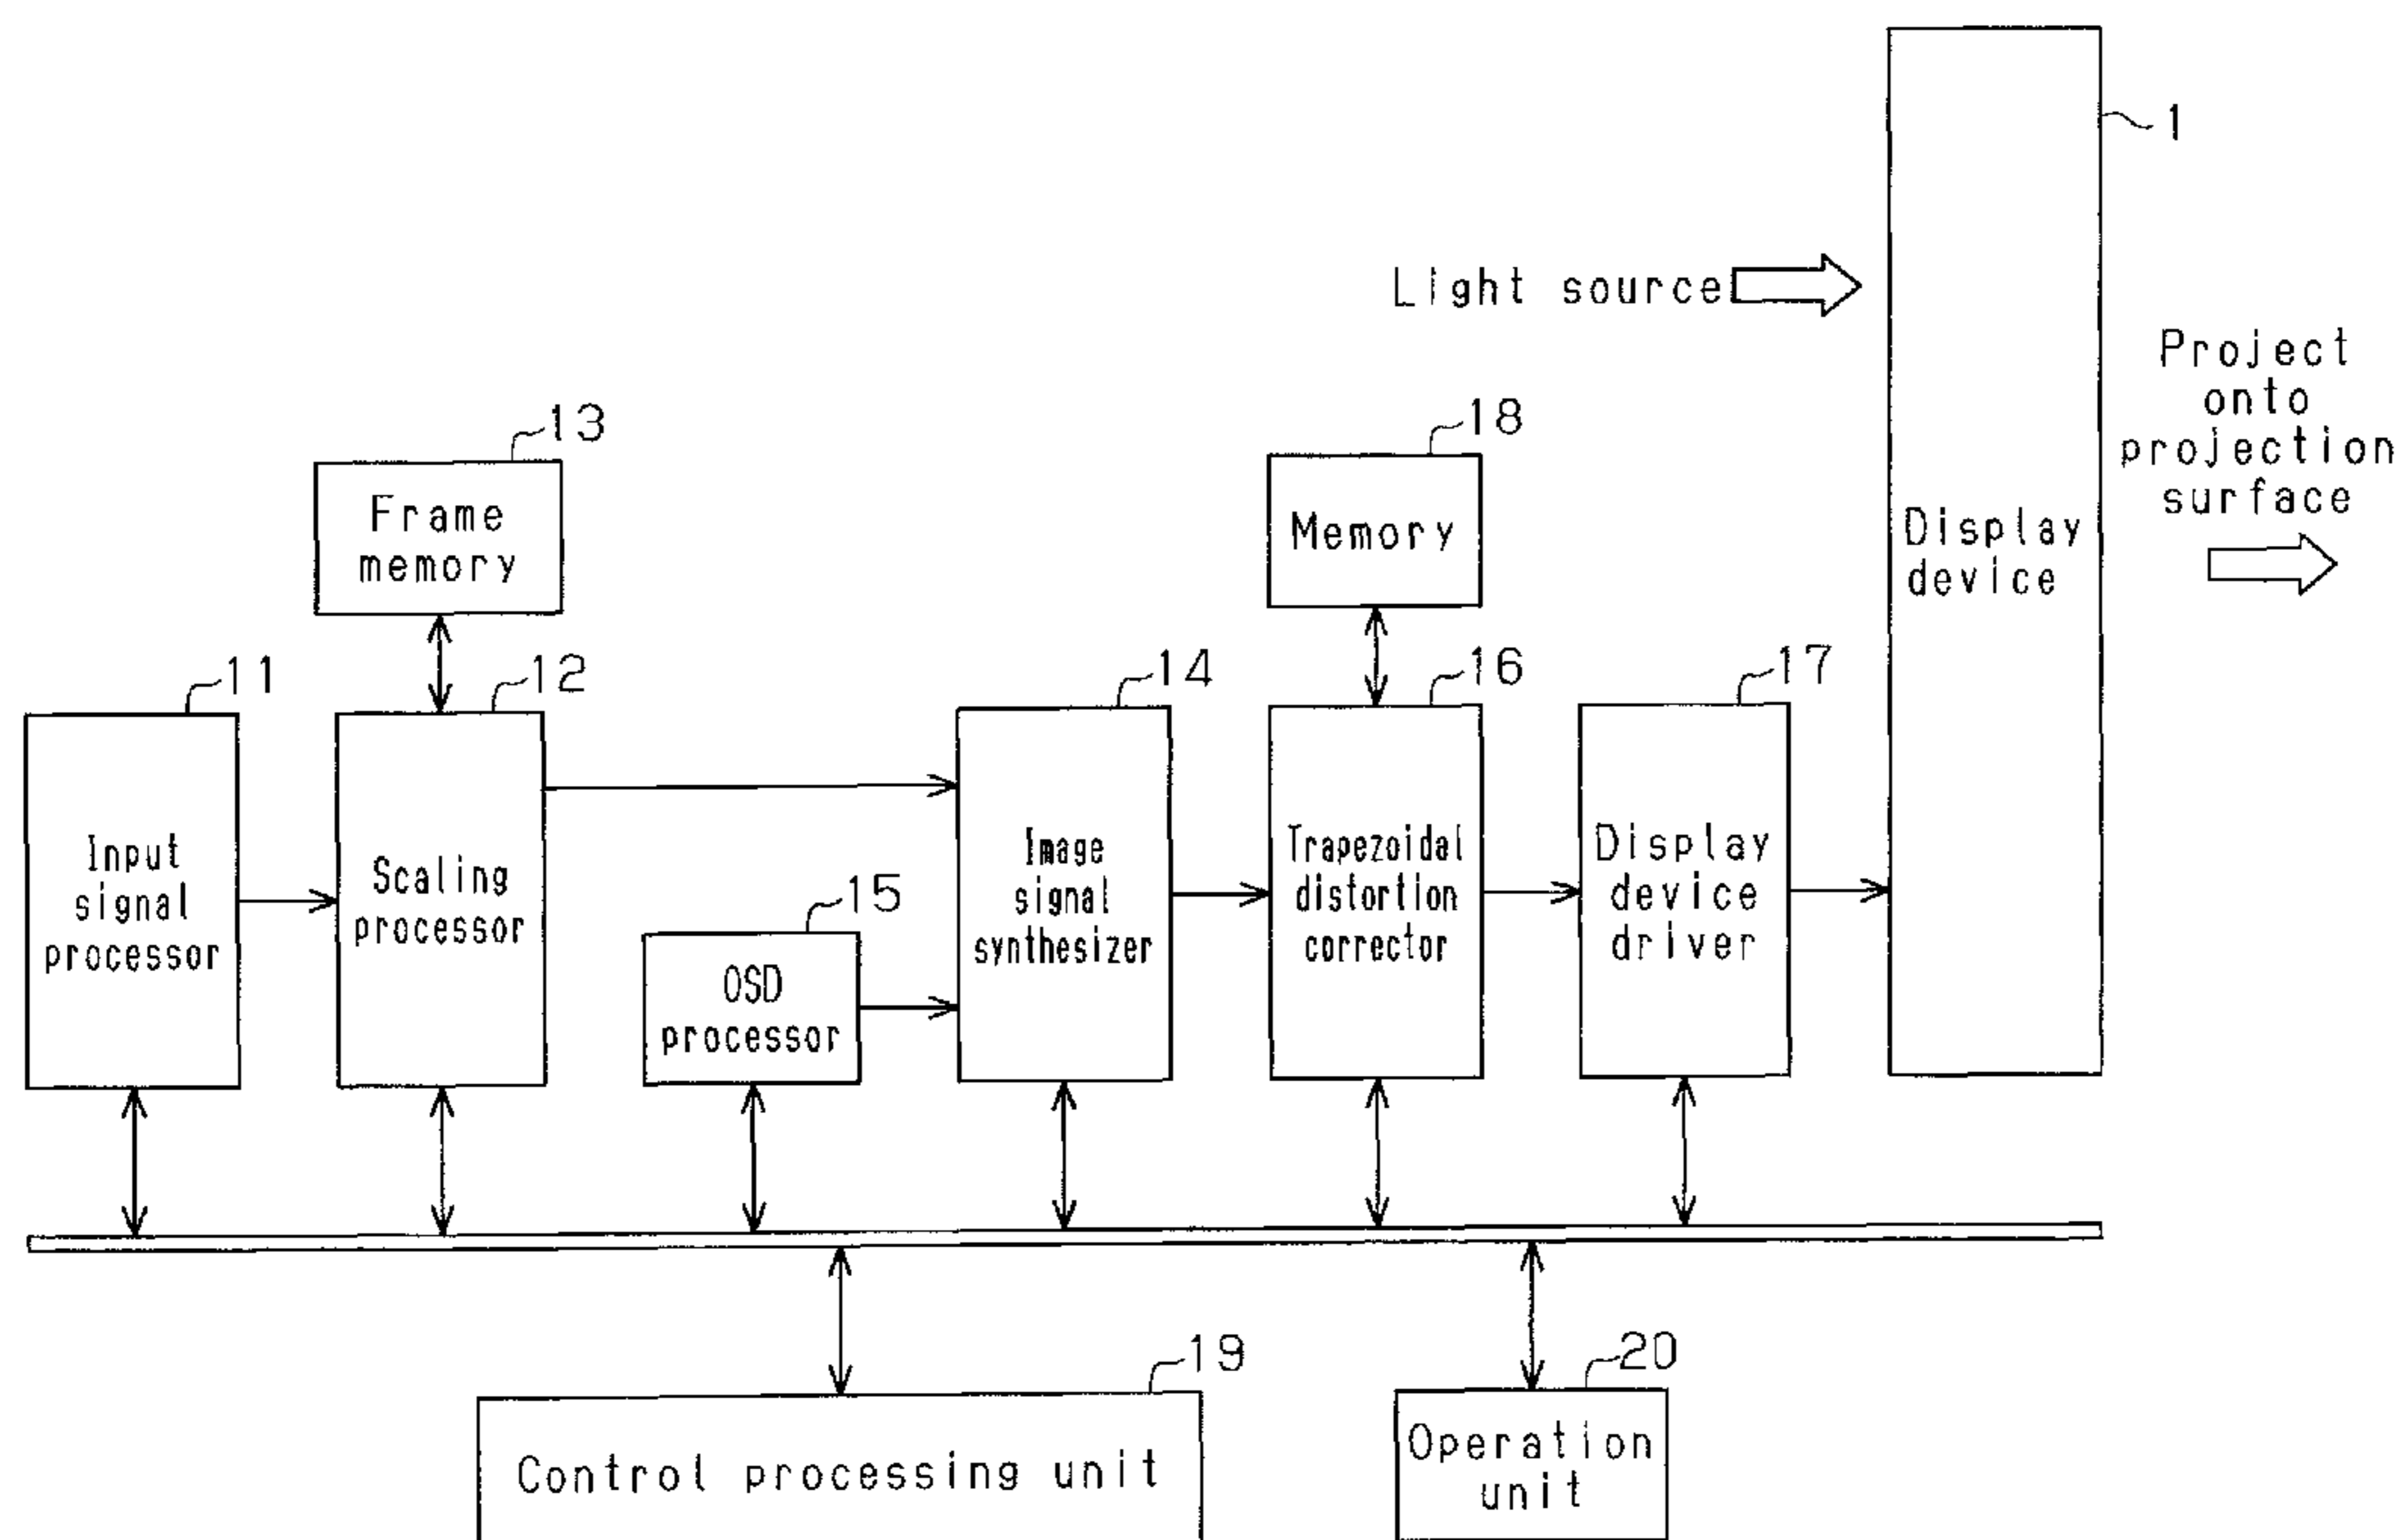 1
Light source
Project
onto
projection
surface
13
Frame
memory
18
Memory
Display
device
11
Input
signal
processor
12
Scaling
processor
15
OSD
processor
14
Image
signal
synthesizer
16
Trapezoidal
distortion
corrector
17
Display
device
driver
19
Control processing unit
20
Operation
unit